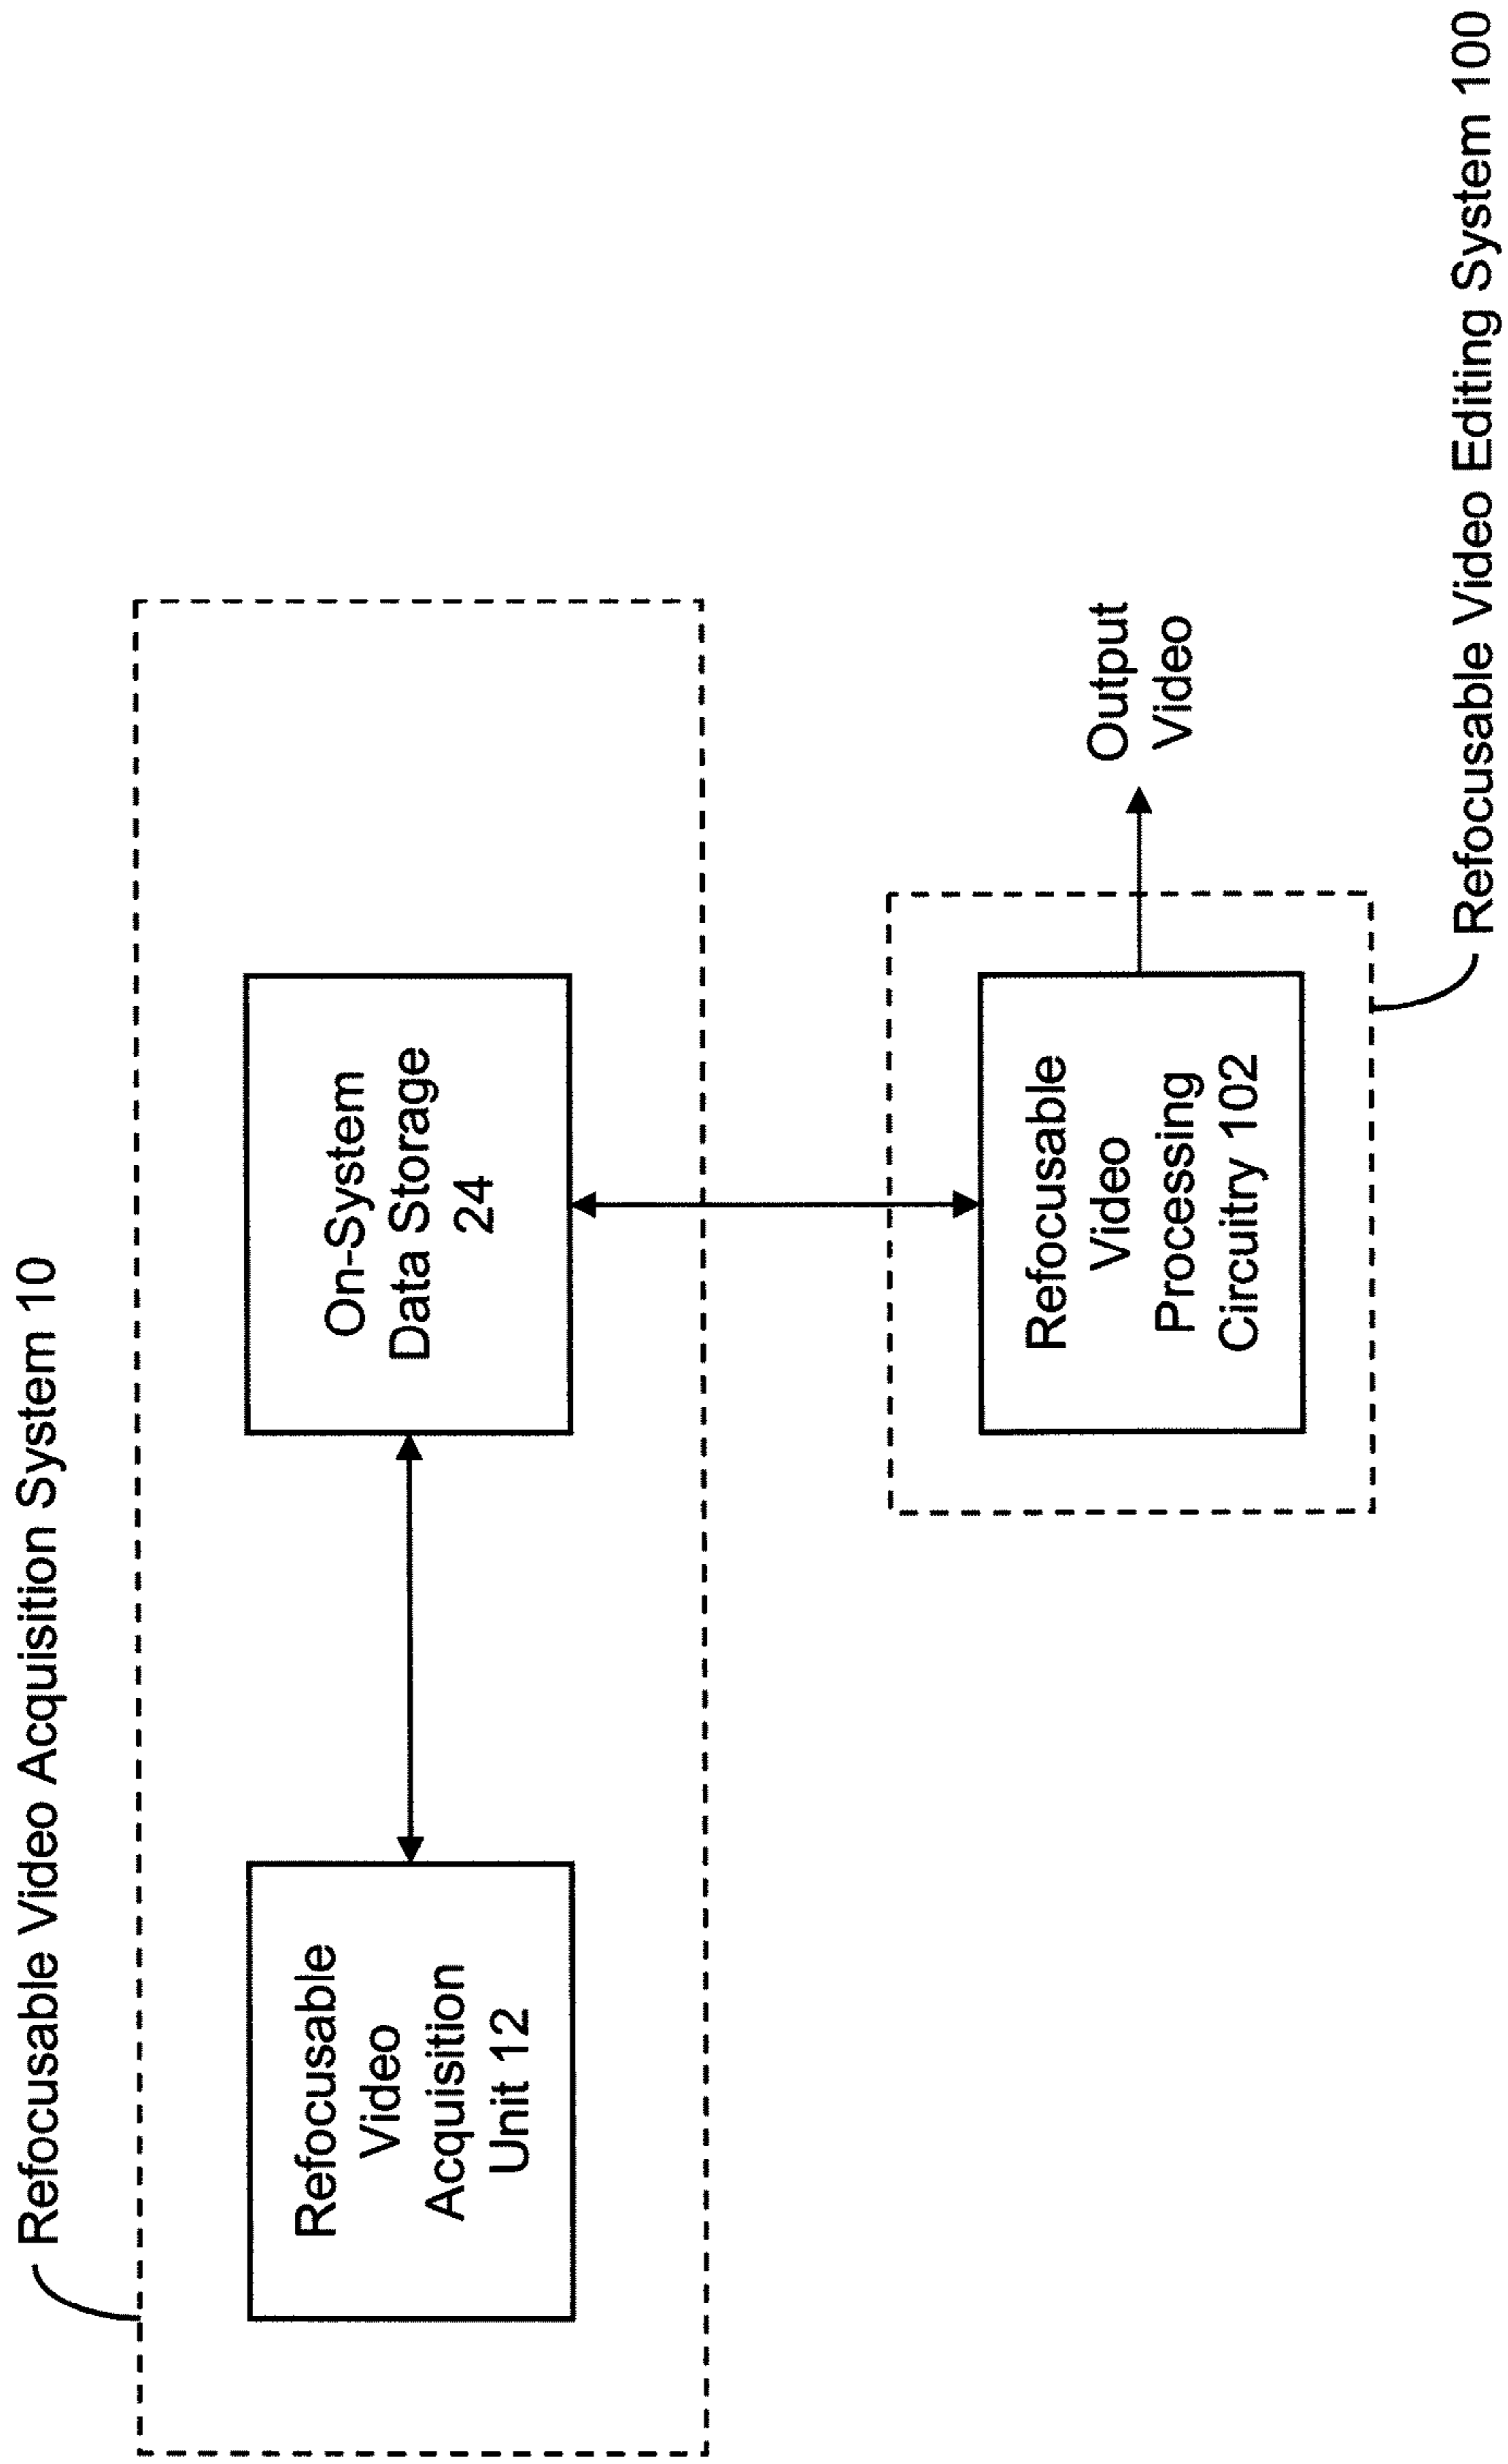 Refocusable Video Acquisition System 10
Refocusable
Video
Acquisition
Unit 12
On-System
Data Storage
24
Refocusable
Video
Processing
Circuitry 102
Output
Video
Refocusable Video Editing System 100